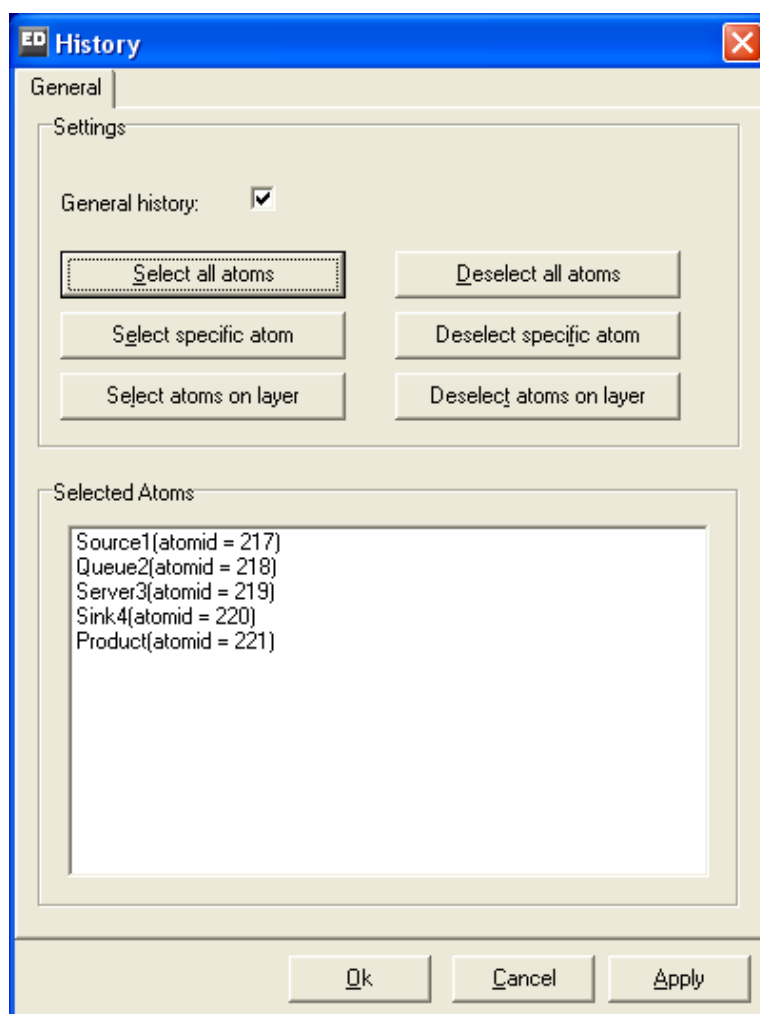 ED History
General
Settings
General history:
Select all atoms Deselect all atoms
Select specific atom Deselect specific atom
Select atoms on layer Deselect atoms on layer
Selected Atoms
Source1(atomid = 217)
Queue2(atomid = 218)
Server3(atomid = 219)
Sink4(atomid = 220)
Product(atomid = 221)
Ok Cancel Apply